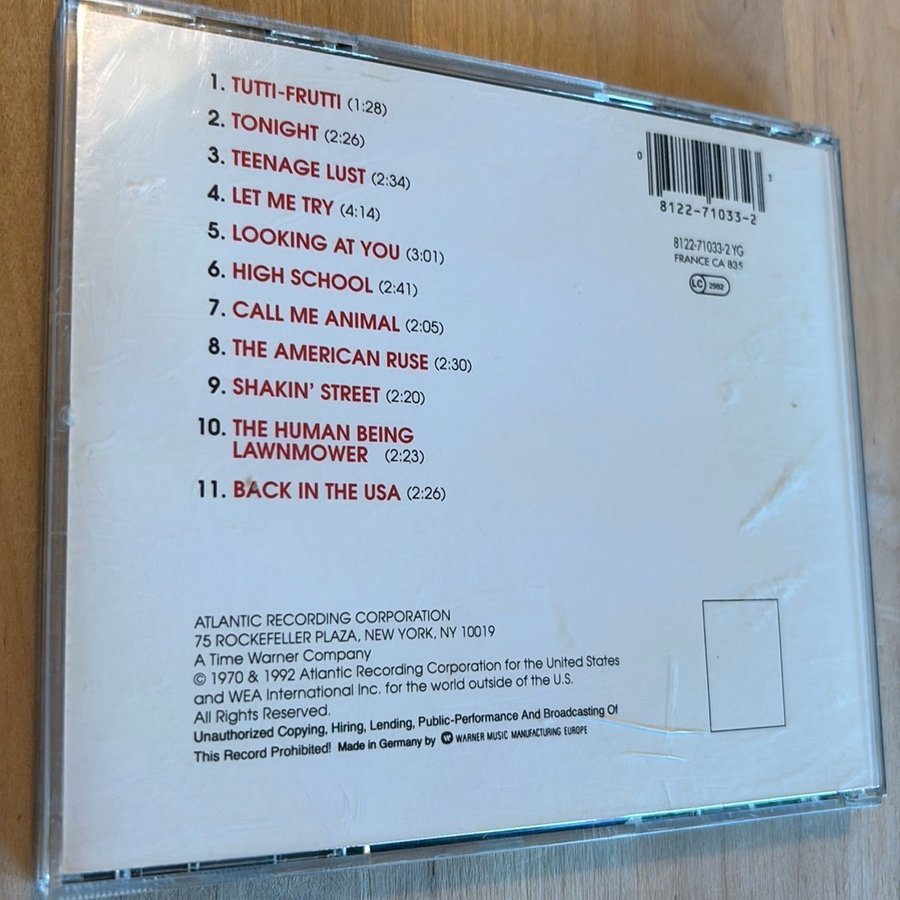 1. TUTTI-FRUTTI (1:28)
2. TONIGHT (2:26)
3. TEENAGE LUST (2:34)
4. LET ME TRY (4:14)
5. LOOKING AT YOU (3:01)
6. HIGH SCHOOL (2:41)
7. CALL ME ANIMAL (2:05)
8. THE AMERICAN RUSE (2:30)
9. SHAKIN' STREET (2:20)
10. THE HUMAN BEING
LAWNMOWER (2:23)
11. BACK IN THE USA (2:26)
0 3
8122-71033-2
8122-71033-2 YG
FRANCE CA 835
LC 2982
ATLANTIC RECORDING CORPORATION
75 ROCKEFELLER PLAZA, NEW YORK, NY 10019
A Time Warner Company
© 1970 & 1992 Atlantic Recording Corporation for the United States
and WEA International Inc. for the world outside of the U.S.
All Rights Reserved.
Unauthorized Copying, Hiring, Lending, Public-Performance And Broadcasting Of
This Record Prohibited! Made in Germany by WARNER MUSIC MANUFACTURING EUROPE